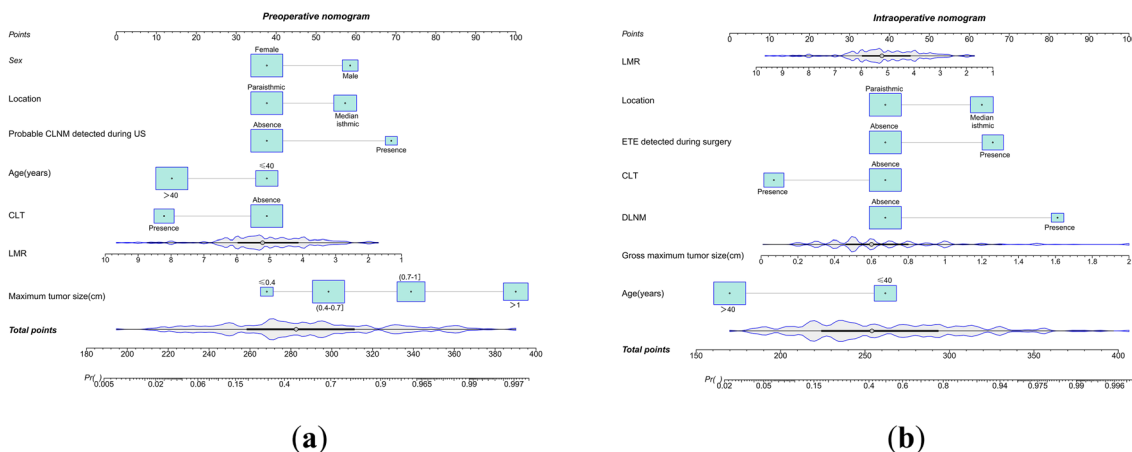 Preoperative nomogram
Points
0 10 20 30 40 50 60 70 80 90 100
Sex
Female
Male
Location
Paraisthmic
Median
isthmic
Probable CLNM detected during US
Absence
Presence
Age(years)
>40
≤40
CLT
Presence
Absence
LMR
10 9 8 7 6 5 4 3 2 1
Maximum tumor size(cm)
≤0.4
(0.4-0.7]
(0.7-1]
>1
Total points
180 200 220 240 260 280 300 320 340 360 380 400
Pr( )
0.005 0.02 0.06 0.15 0.4 0.7 0.9 0.965 0.99 0.997
(a)
Intraoperative nomogram
Points
0 10 20 30 40 50 60 70 80 90 100
LMR
10 9 8 7 6 5 4 3 2 1
Location
Paraisthmic
Median
isthmic
ETE detected during surgery
Absence
Presence
CLT
Presence
Absence
DLNM
Absence
Presence
Gross maximum tumor size(cm)
0 0.2 0.4 0.6 0.8 1 1.2 1.4 1.6 1.8 2
Age(years)
>40
≤40
Total points
150 200 250 300 350 400
Pr( )
0.02 0.05 0.15 0.4 0.6 0.8 0.94 0.975 0.99 0.996
(b)